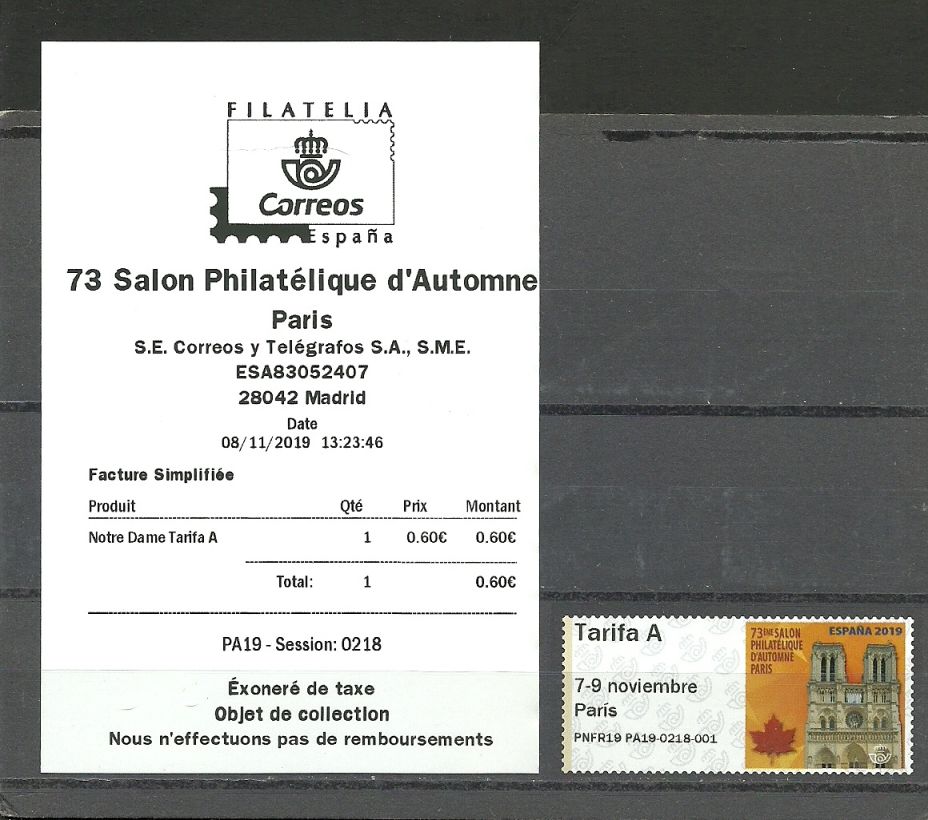 FILATELIA
Correos
España
73 Salon Philatélique d'Automne
Paris
S.E. Correos y Telégrafos S.A., S.M.E.
ESA83052407
28042 Madrid
Date
08/11/2019 13:23:46
Facture Simplifiée
Produit Qté Prix Montant
Notre Dame Tarifa A 1 0.60€ 0.60€
Total: 1 0.60€
PA19 - Session: 0218
Éxoneré de taxe
Objet de collection
Nous n'effectuons pas de remboursements
Tarifa A
7-9 noviembre
París
PNFR19 PA19-0218-001
73ÈNE SALON
PHILATÉLIQUE
D'AUTOMNE
PARIS
ESPAÑA 2019